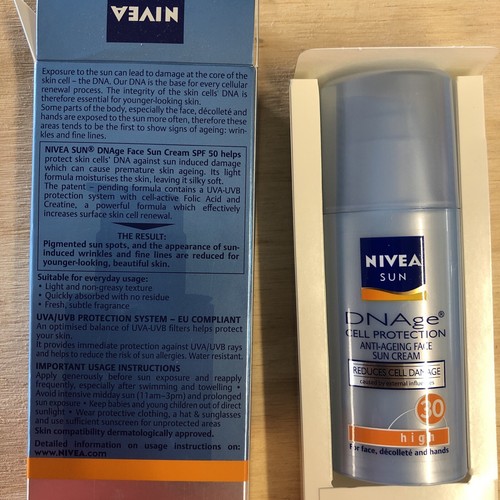 NIVEA
Exposure to the sun can lead to damage at the core of the
skin cell – the DNA. Our DNA is the base for every cellular
renewal process. The integrity of the skin cells' DNA is
therefore essential for younger-looking skin.
Some parts of the body, especially the face, décolleté and
hands are exposed to the sun more often, therefore these
areas tend to be the first to show signs of ageing: wrin-
kles and fine lines.
NIVEA SUN® DNAge Face Sun Cream SPF 50 helps
protect skin cells' DNA against sun induced damage
which can cause premature skin ageing. Its light
formula moisturises the skin, leaving it silky soft.
The patent – pending formula contains a UVA-UVB
protection system with cell-active Folic Acid and
Creatine, a powerful formula which effectively
increases surface skin cell renewal.
THE RESULT:
Pigmented sun spots, and the appearance of sun-
induced wrinkles and fine lines are reduced for
younger-looking, beautiful skin.
Suitable for everyday usage:
• Light and non-greasy texture
• Quickly absorbed with no residue
• Fresh, subtle fragrance
UVA/UVB PROTECTION SYSTEM – EU COMPLIANT
An optimised balance of UVA-UVB filters helps protect
your skin.
It provides immediate protection against UVA/UVB rays
and helps to reduce the risk of sun allergies. Water resistant.
IMPORTANT USAGE INSTRUCTIONS
Apply generously before sun exposure and reapply
frequently, especially after swimming and towelling •
Avoid intensive midday sun (11am–3pm) and prolonged
sun exposure • Keep babies and young children out of direct
sunlight • Wear protective clothing, a hat & sunglasses
and use sufficient sunscreen for unprotected areas
Skin compatibility dermatologically approved.
Detailed information on usage instructions on:
www.NIVEA.com
NIVEA
SUN
DNAge®
CELL PROTECTION
ANTI-AGEING FACE
SUN CREAM
REDUCES CELL DAMAGE
caused by external influences
30
high
For face, décolleté and hands